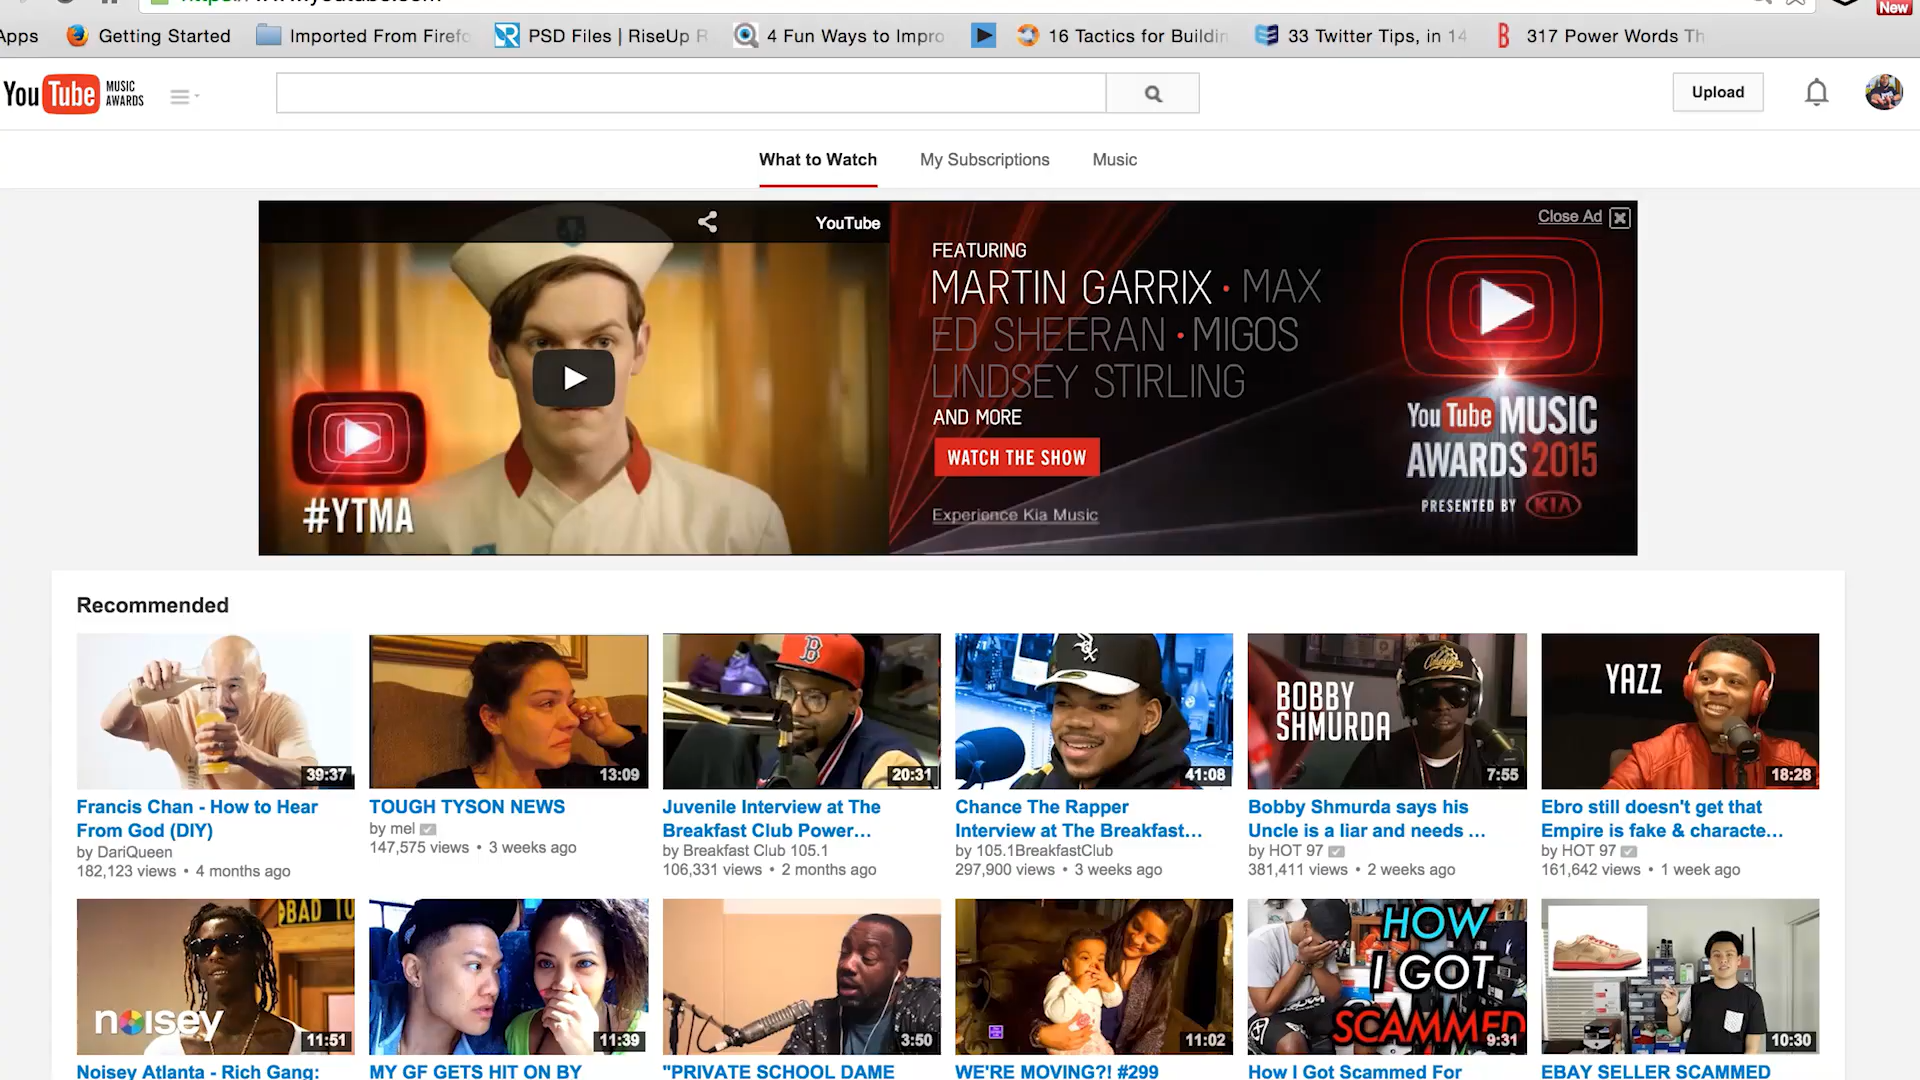 Apps
Getting Started
Imported From Firefo
PSD Files | RiseUp R
4 Fun Ways to Impro
16 Tactics for Buildin
33 Twitter Tips, in 14
317 Power Words Th
New
YouTube MUSIC AWARDS
Upload
What to Watch
My Subscriptions
Music
YouTube
Close Ad
FEATURING
MARTIN GARRIX • MAX
ED SHEERAN • MIGOS
LINDSEY STIRLING
AND MORE
WATCH THE SHOW
Experience Kia Music
#YTMA
YouTube MUSIC
AWARDS 2015
PRESENTED BY KIA
Recommended
39:37
13:09
20:31
41:08
BOBBY
SHMURDA
7:55
YAZZ
18:28
Francis Chan - How to Hear
From God (DIY)
by DariQueen
182,123 views • 4 months ago
TOUGH TYSON NEWS
by mel
147,575 views • 3 weeks ago
Juvenile Interview at The
Breakfast Club Power...
by Breakfast Club 105.1
106,331 views • 2 months ago
Chance The Rapper
Interview at The Breakfast...
by 105.1BreakfastClub
297,900 views • 3 weeks ago
Bobby Shmurda says his
Uncle is a liar and needs ...
by HOT 97
381,411 views • 2 weeks ago
Ebro still doesn't get that
Empire is fake & characte...
by HOT 97
161,642 views • 1 week ago
BAD TO
noisey
11:51
11:39
3:50
11:02
HOW
I GOT
SCAMMED
9:31
10:30
Noisey Atlanta - Rich Gang:
MY GF GETS HIT ON BY
"PRIVATE SCHOOL DAME
WE'RE MOVING?! #299
How I Got Scammed For
EBAY SELLER SCAMMED